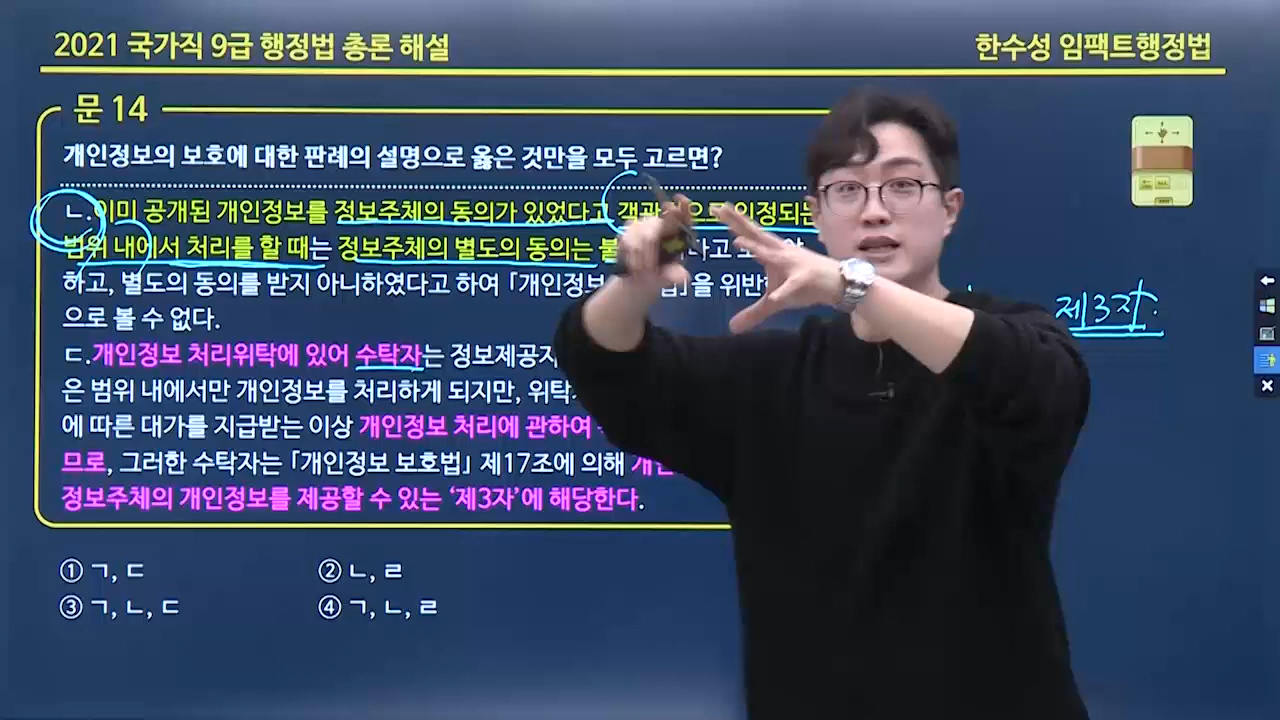 2021 국가직 9급 행정법 총론 해설
한수성 임팩트행정법
문 14
개인정보의 보호에 대한 판례의 설명으로 옳은 것만을 모두 고르면?
ㄴ.이미 공개된 개인정보를 정보주체의 동의가 있었다고 객관적으로 인정되는
범위 내에서 처리를 할 때는 정보주체의 별도의 동의는
하고, 별도의 동의를 받지 아니하였다고 하여 「개인정보
으로 볼 수 없다.
제3자.
ㄷ.개인정보 처리위탁에 있어 수탁자는
은 범위 내에서만 개인정보를 처리하게 되지만,
에 따른 대가를 지급받는 이상 개인정보 처리에 관하여
므로, 그러한 수탁자는 「개인정보 보호법」 제17조에 의해
정보주체의 개인정보를 제공할 수 있는 ‘제3자’에 해당한다.
① ㄱ, ㄷ
② ㄴ, ㄹ
③ ㄱ, ㄴ, ㄷ
④ ㄱ, ㄴ, ㄹ